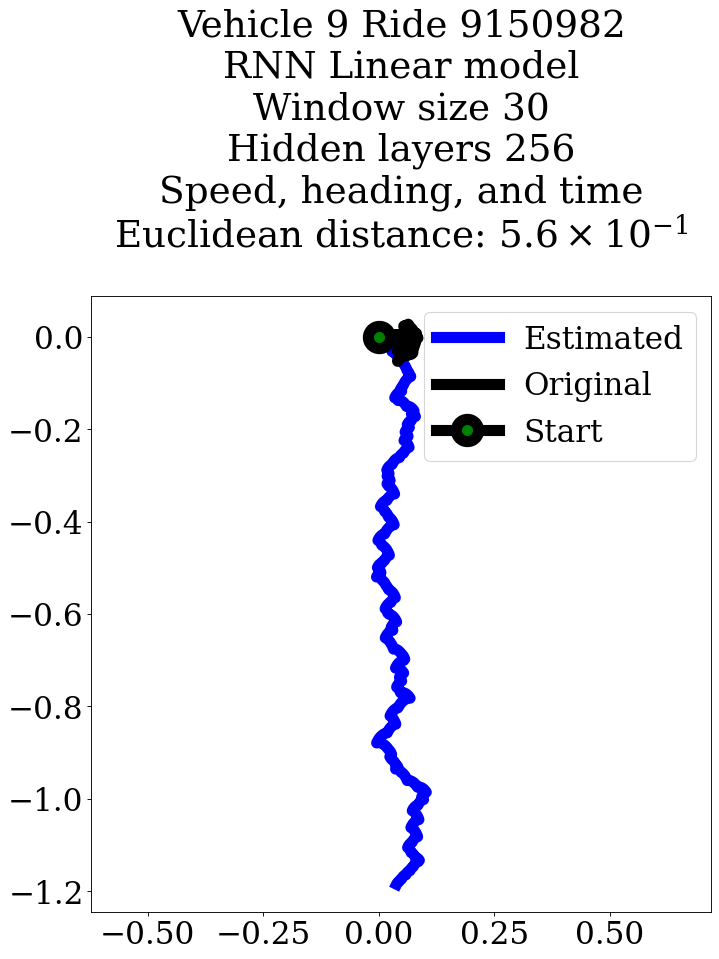 Vehicle 9 Ride 9150982
RNN Linear model
Window size 30
Hidden layers 256
Speed, heading, and time
Euclidean distance: 5.6 × 10⁻¹
Estimated
Original
Start
0.0
−0.2
−0.4
−0.6
−0.8
−1.0
−1.2
−0.50 −0.25 0.00 0.25 0.50